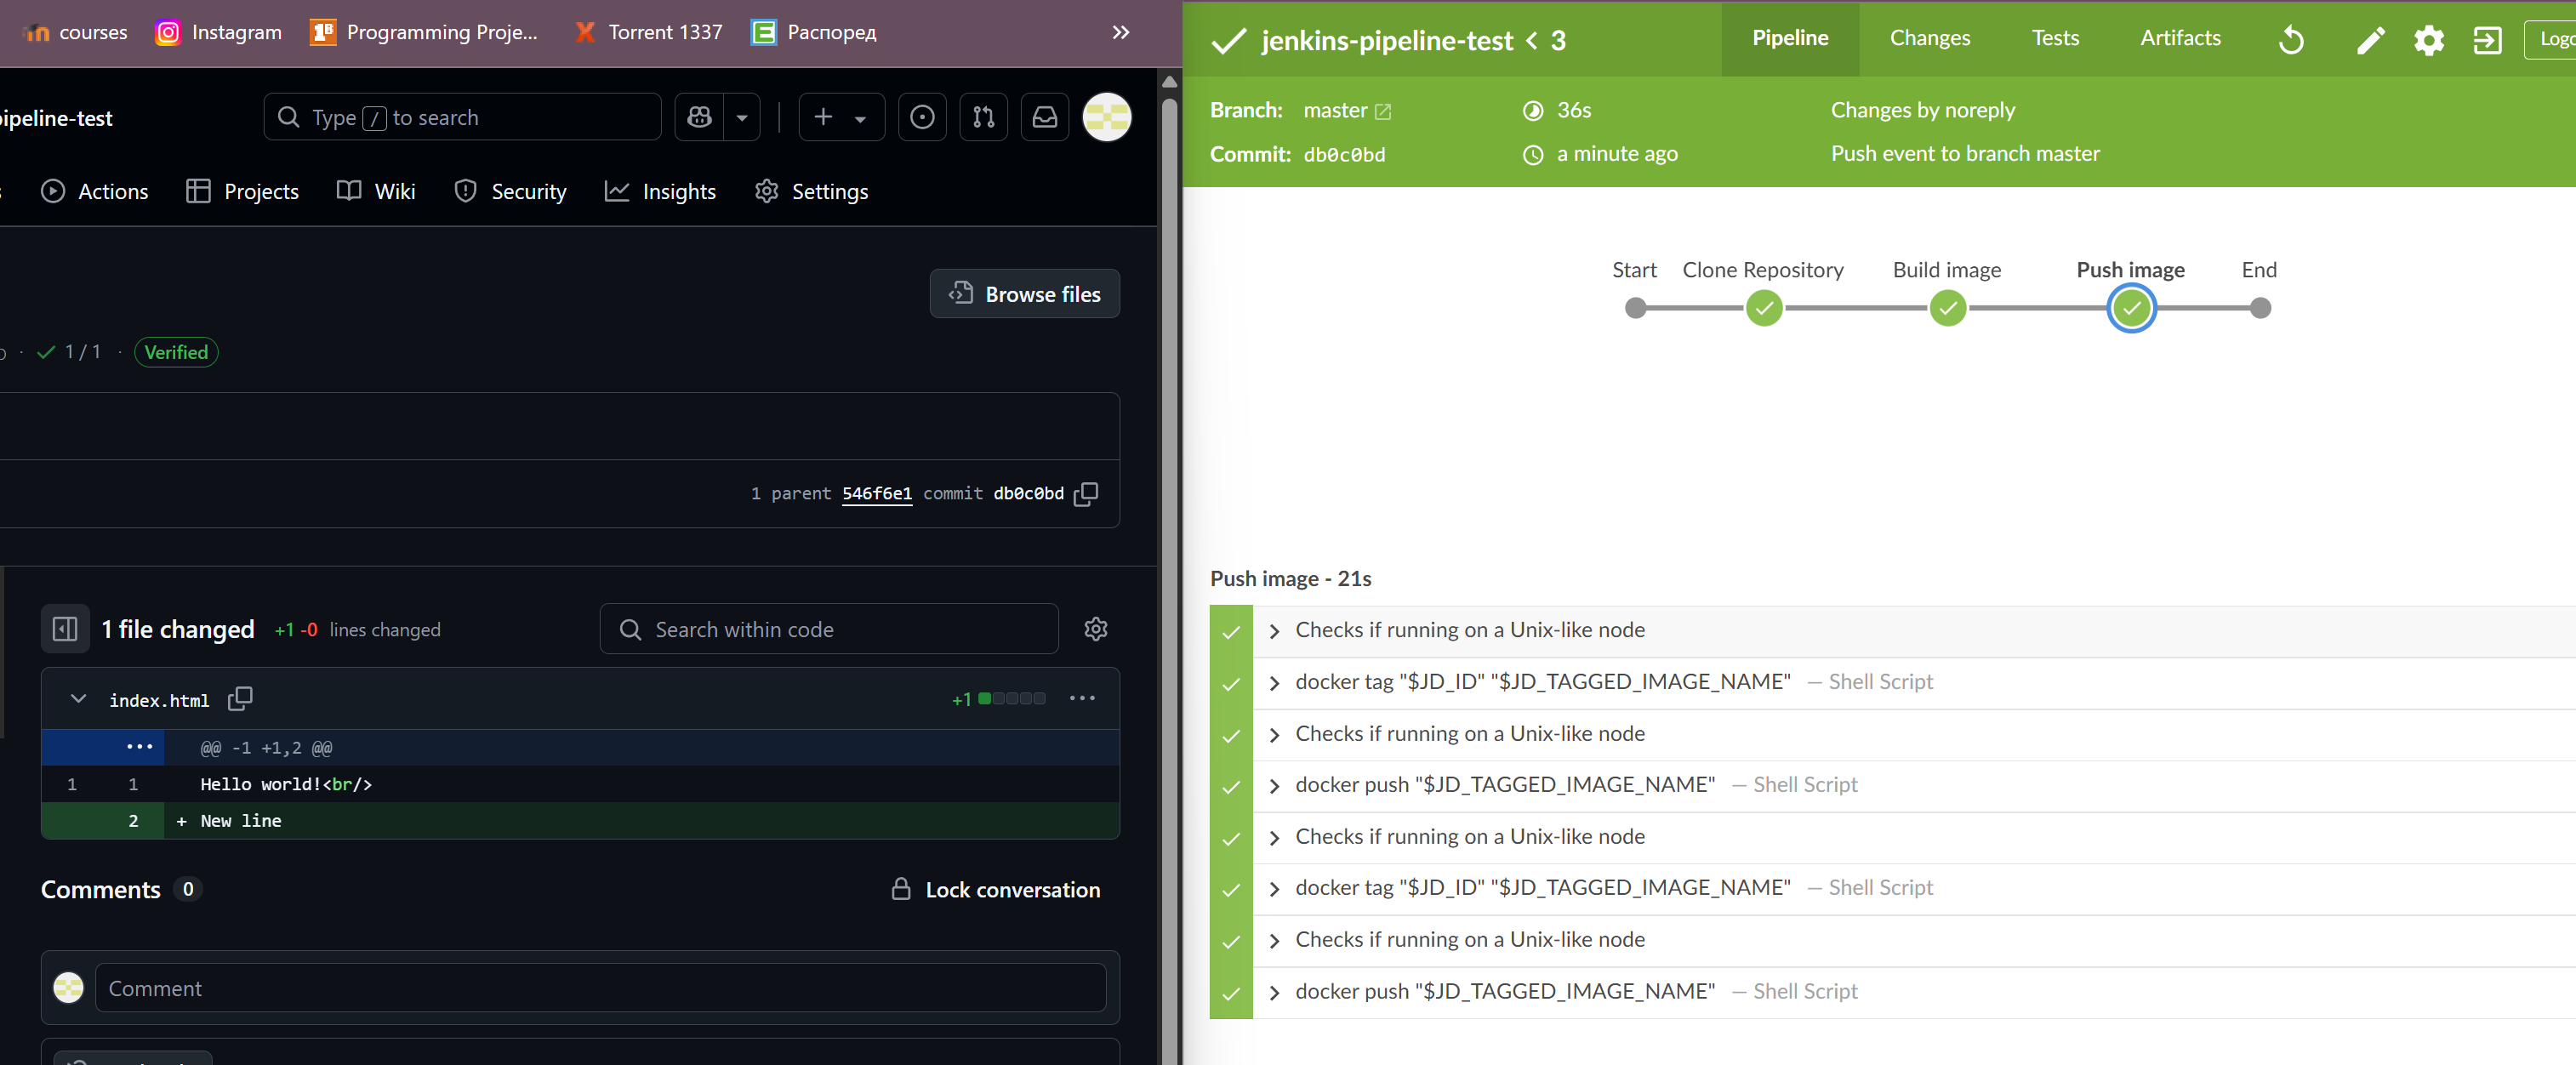 courses Instagram Programming Proje... Torrent 1337 Распоред
ipeline-test
Type / to search
Actions Projects Wiki Security Insights Settings
Browse files
1 / 1 · Verified
1 parent 546f6e1 commit db0c0bd
1 file changed +1 -0 lines changed
Search within code
index.html +1
@@ -1 +1,2 @@
1 1 Hello world!<br/>
2 + New line
Comments 0
Lock conversation
Comment
jenkins-pipeline-test < 3
Pipeline Changes Tests Artifacts Logo
Branch: master 36s Changes by noreply
Commit: db0c0bd a minute ago Push event to branch master
Start Clone Repository Build image Push image End
Push image - 21s
Checks if running on a Unix-like node
docker tag "$JD_ID" "$JD_TAGGED_IMAGE_NAME" — Shell Script
Checks if running on a Unix-like node
docker push "$JD_TAGGED_IMAGE_NAME" — Shell Script
Checks if running on a Unix-like node
docker tag "$JD_ID" "$JD_TAGGED_IMAGE_NAME" — Shell Script
Checks if running on a Unix-like node
docker push "$JD_TAGGED_IMAGE_NAME" — Shell Script